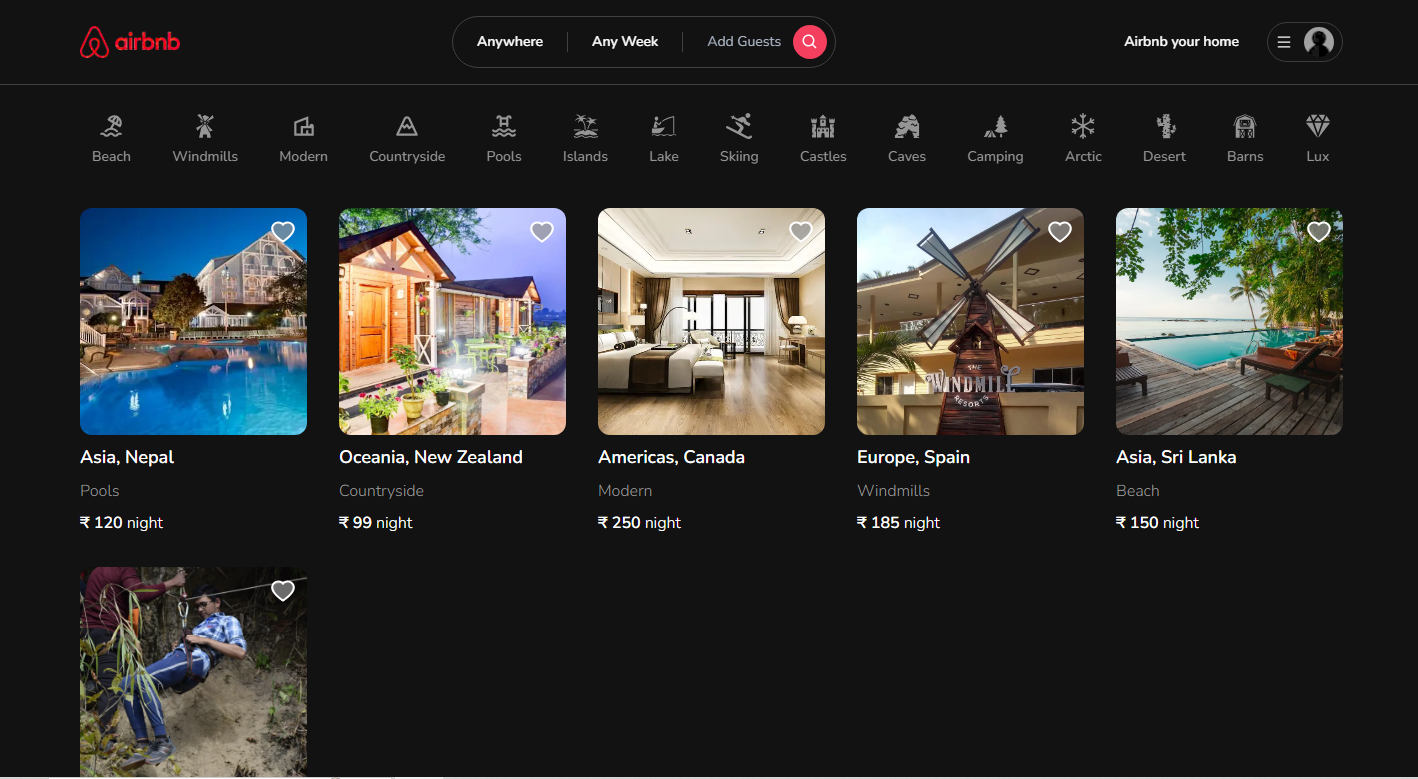 airbnb
Anywhere
Any Week
Add Guests
Airbnb your home
Beach
Windmills
Modern
Countryside
Pools
Islands
Lake
Skiing
Castles
Caves
Camping
Arctic
Desert
Barns
Lux
THE
WINDMILL
RESORTS
Asia, Nepal
Pools
₹ 120 night
Oceania, New Zealand
Countryside
₹ 99 night
Americas, Canada
Modern
₹ 250 night
Europe, Spain
Windmills
₹ 185 night
Asia, Sri Lanka
Beach
₹ 150 night